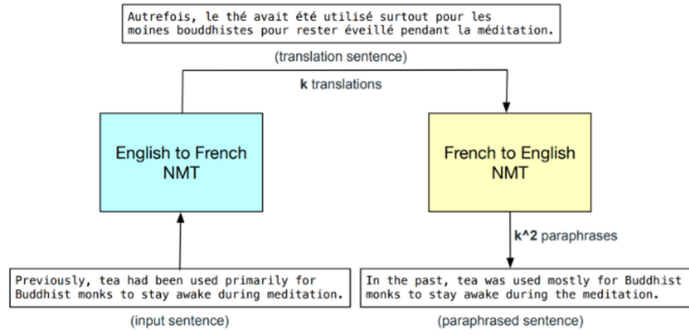 Autrefois, le thé avait été utilisé surtout pour les
moines bouddhistes pour rester éveillé pendant la méditation.
(translation sentence)
k translations
English to French
NMT
French to English
NMT
k^2 paraphrases
Previously, tea had been used primarily for
Buddhist monks to stay awake during meditation.
(input sentence)
In the past, tea was used mostly for Buddhist
monks to stay awake during the meditation.
(paraphrased sentence)